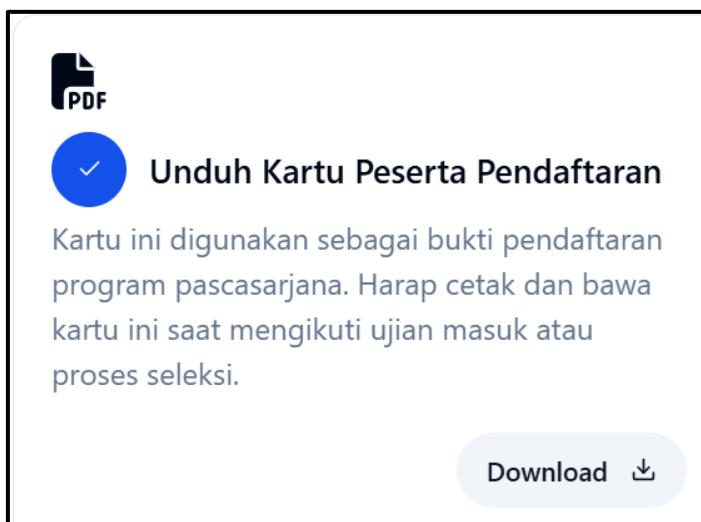 PDF
Unduh Kartu Peserta Pendaftaran
Kartu ini digunakan sebagai bukti pendaftaran
program pascasarjana. Harap cetak dan bawa
kartu ini saat mengikuti ujian masuk atau
proses seleksi.
Download